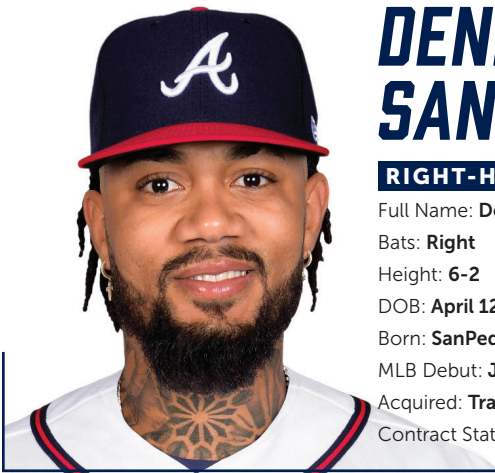 A
DEN
SAN
RIGHT-H
Full Name: D
Bats: Right
Height: 6-2
DOB: April 12
Born: SanPed
MLB Debut: J
Acquired: Tra
Contract Stat